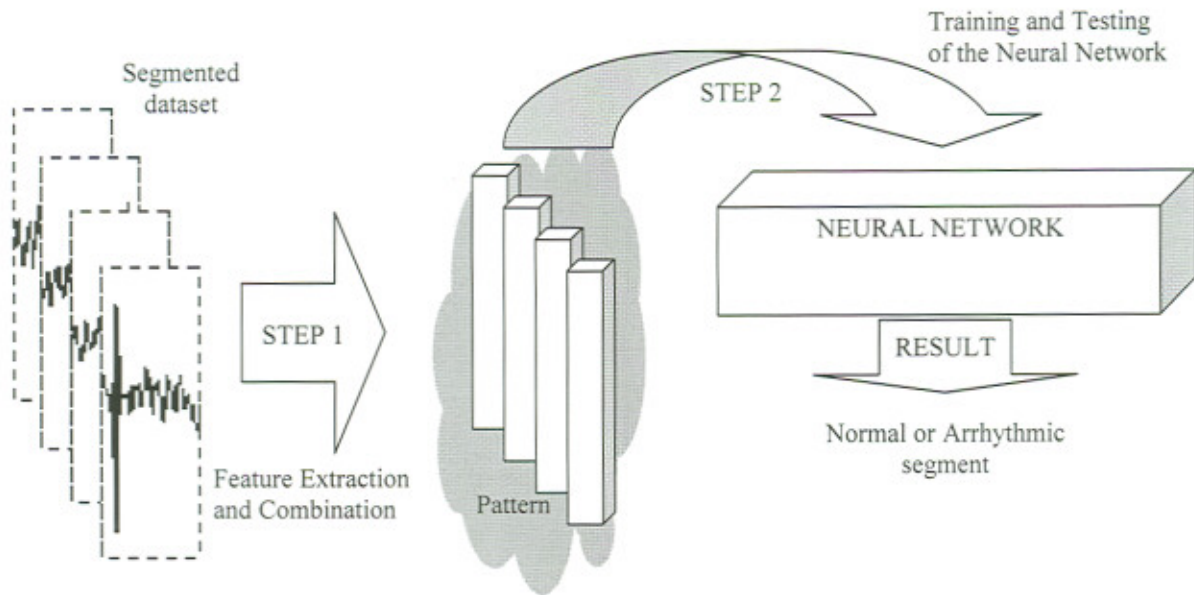 Segmented
dataset
STEP 1
Feature Extraction
and Combination
Pattern
STEP 2
Training and Testing
of the Neural Network
NEURAL NETWORK
RESULT
Normal or Arrhythmic
segment